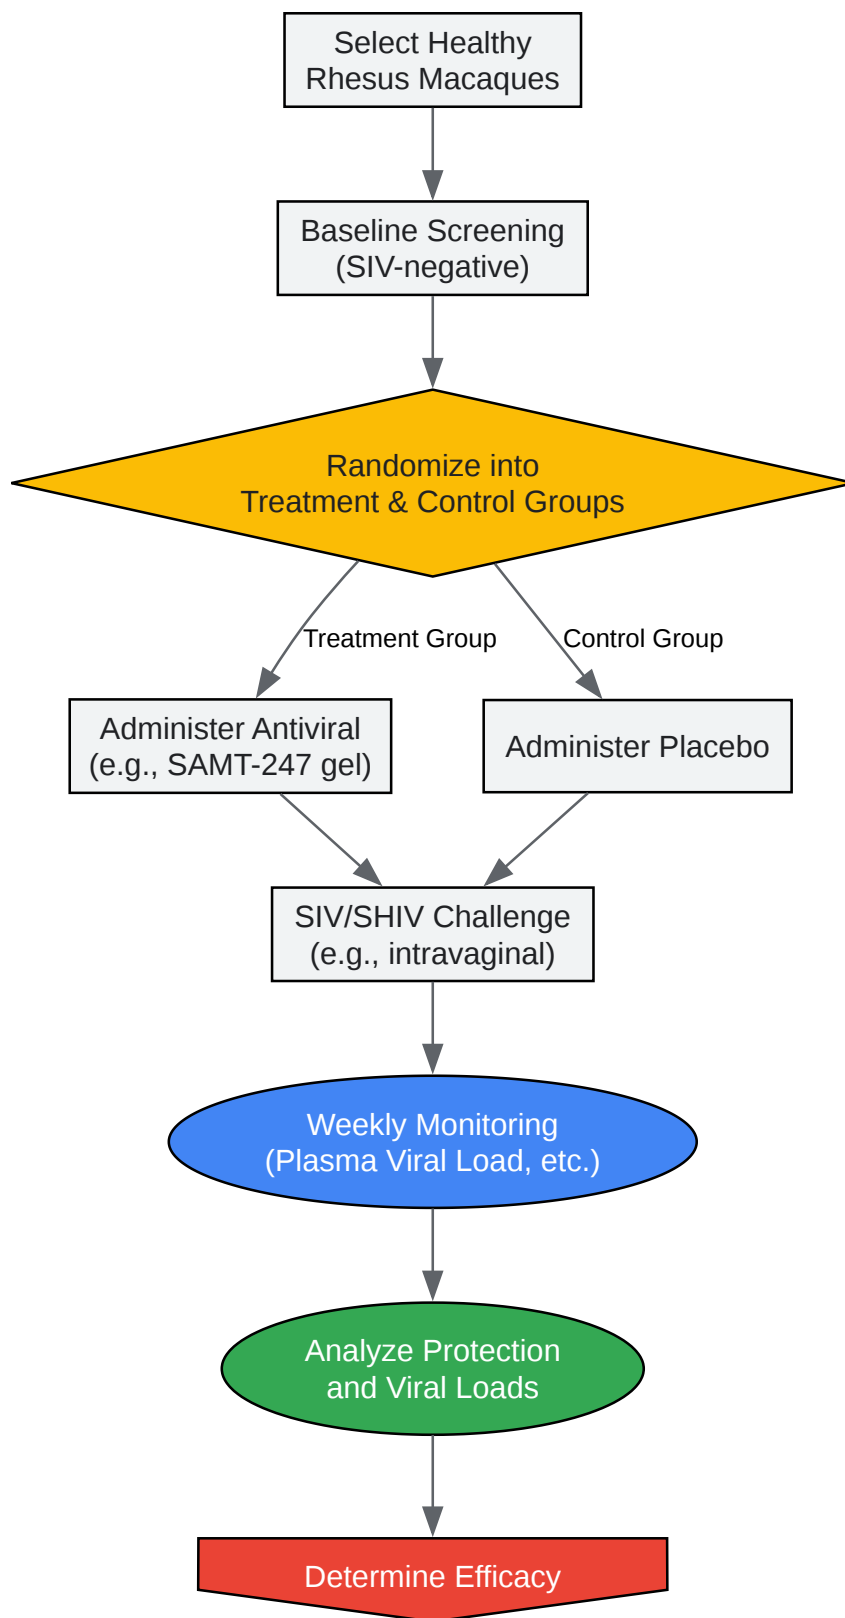 Select Healthy
Rhesus Macaques
Baseline Screening
(SIV-negative)
Randomize into
Treatment & Control Groups
Treatment Group
Control Group
Administer Antiviral
(e.g., SAMT-247 gel)
Administer Placebo
SIV/SHIV Challenge
(e.g., intravaginal)
Weekly Monitoring
(Plasma Viral Load, etc.)
Analyze Protection
and Viral Loads
Determine Efficacy